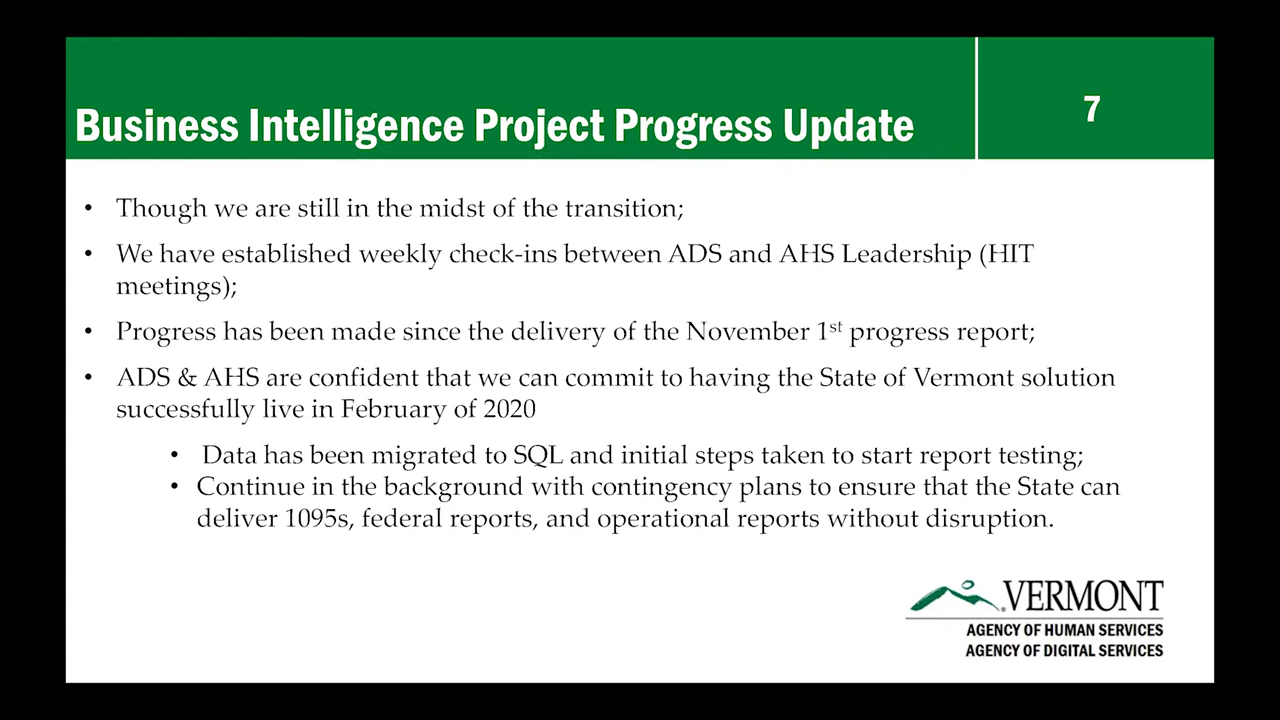 Business Intelligence Project Progress Update
7
• Though we are still in the midst of the transition;
• We have established weekly check-ins between ADS and AHS Leadership (HIT
meetings);
• Progress has been made since the delivery of the November 1st progress report;
• ADS & AHS are confident that we can commit to having the State of Vermont solution
successfully live in February of 2020
• Data has been migrated to SQL and initial steps taken to start report testing;
• Continue in the background with contingency plans to ensure that the State can
deliver 1095s, federal reports, and operational reports without disruption.
VERMONT
AGENCY OF HUMAN SERVICES
AGENCY OF DIGITAL SERVICES